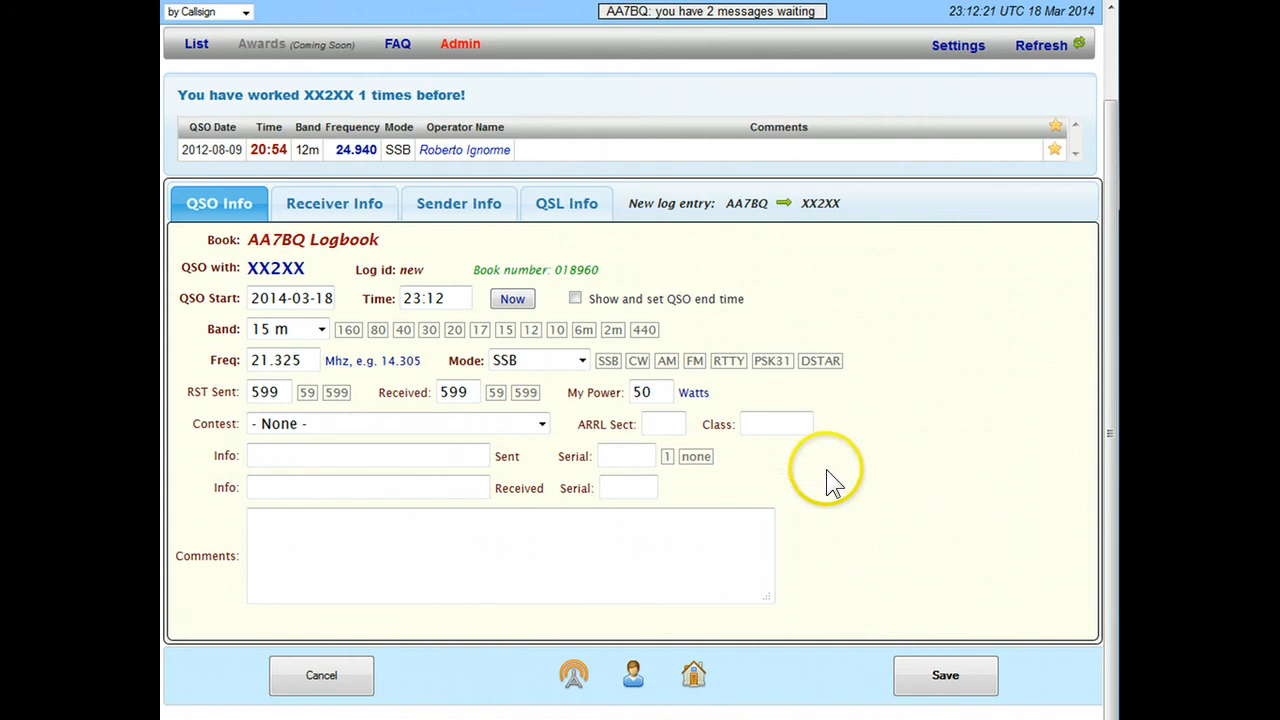 by Callsign AA7BQ: you have 2 messages waiting 23:12:21 UTC 18 Mar 2014
List Awards (Coming Soon) FAQ Admin Settings Refresh
You have worked XX2XX 1 times before!
QSO Date Time Band Frequency Mode Operator Name Comments
2012-08-09 20:54 12m 24.940 SSB Roberto Ignorme
QSO Info Receiver Info Sender Info QSL Info New log entry: AA7BQ XX2XX
Book: AA7BQ Logbook
QSO with: XX2XX Log id: new Book number: 018960
QSO Start: 2014-03-18 Time: 23:12 Now Show and set QSO end time
Band: 15 m 160 80 40 30 20 17 15 12 10 6m 2m 440
Freq: 21.325 Mhz, e.g. 14.305 Mode: SSB SSB CW AM FM RTTY PSK31 DSTAR
RST Sent: 599 59 599 Received: 599 59 599 My Power: 50 Watts
Contest: - None - ARRL Sect: Class:
Info: Sent Serial: 1 none
Info: Received Serial:
Comments:
Cancel Save